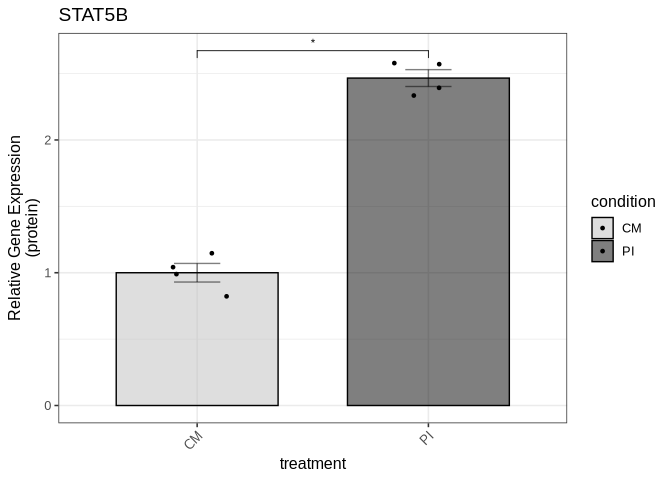 STAT5B
*
Relative Gene Expression
(protein)
2
1
0
CM
PI
treatment
condition
CM
PI